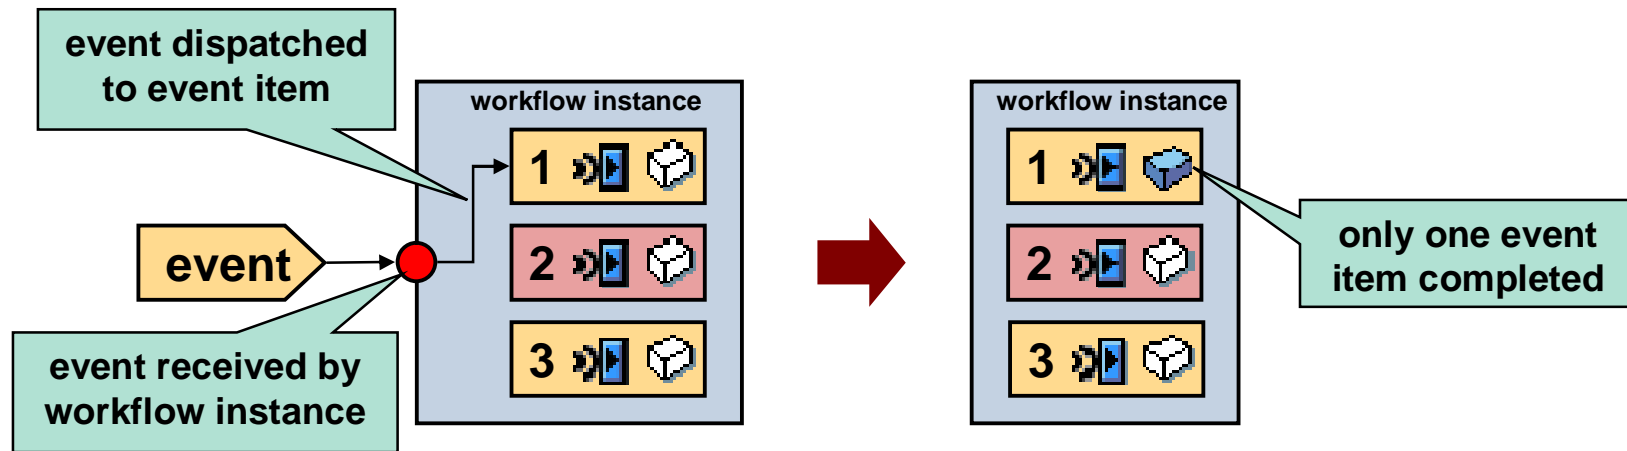 event dispatched
to event item
workflow instance
1
event
2
3
event received by
workflow instance
workflow instance
1
2
3
only one event
item completed